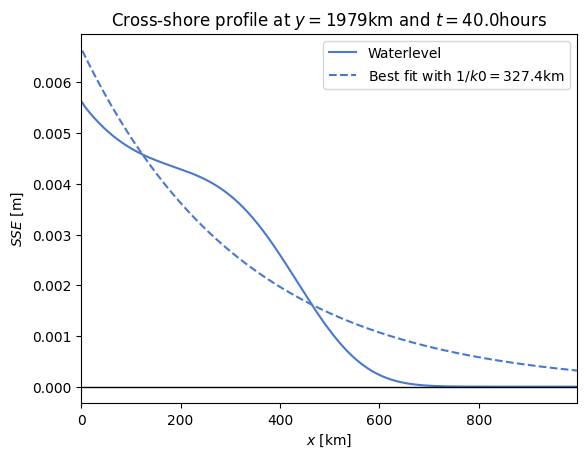 Cross-shore profile at y = 1979km and t = 40.0hours
Waterlevel
Best fit with 1/k0 = 327.4km
0.006
0.005
0.004
0.003
0.002
0.001
0.000
SSE [m]
0 200 400 600 800
x [km]